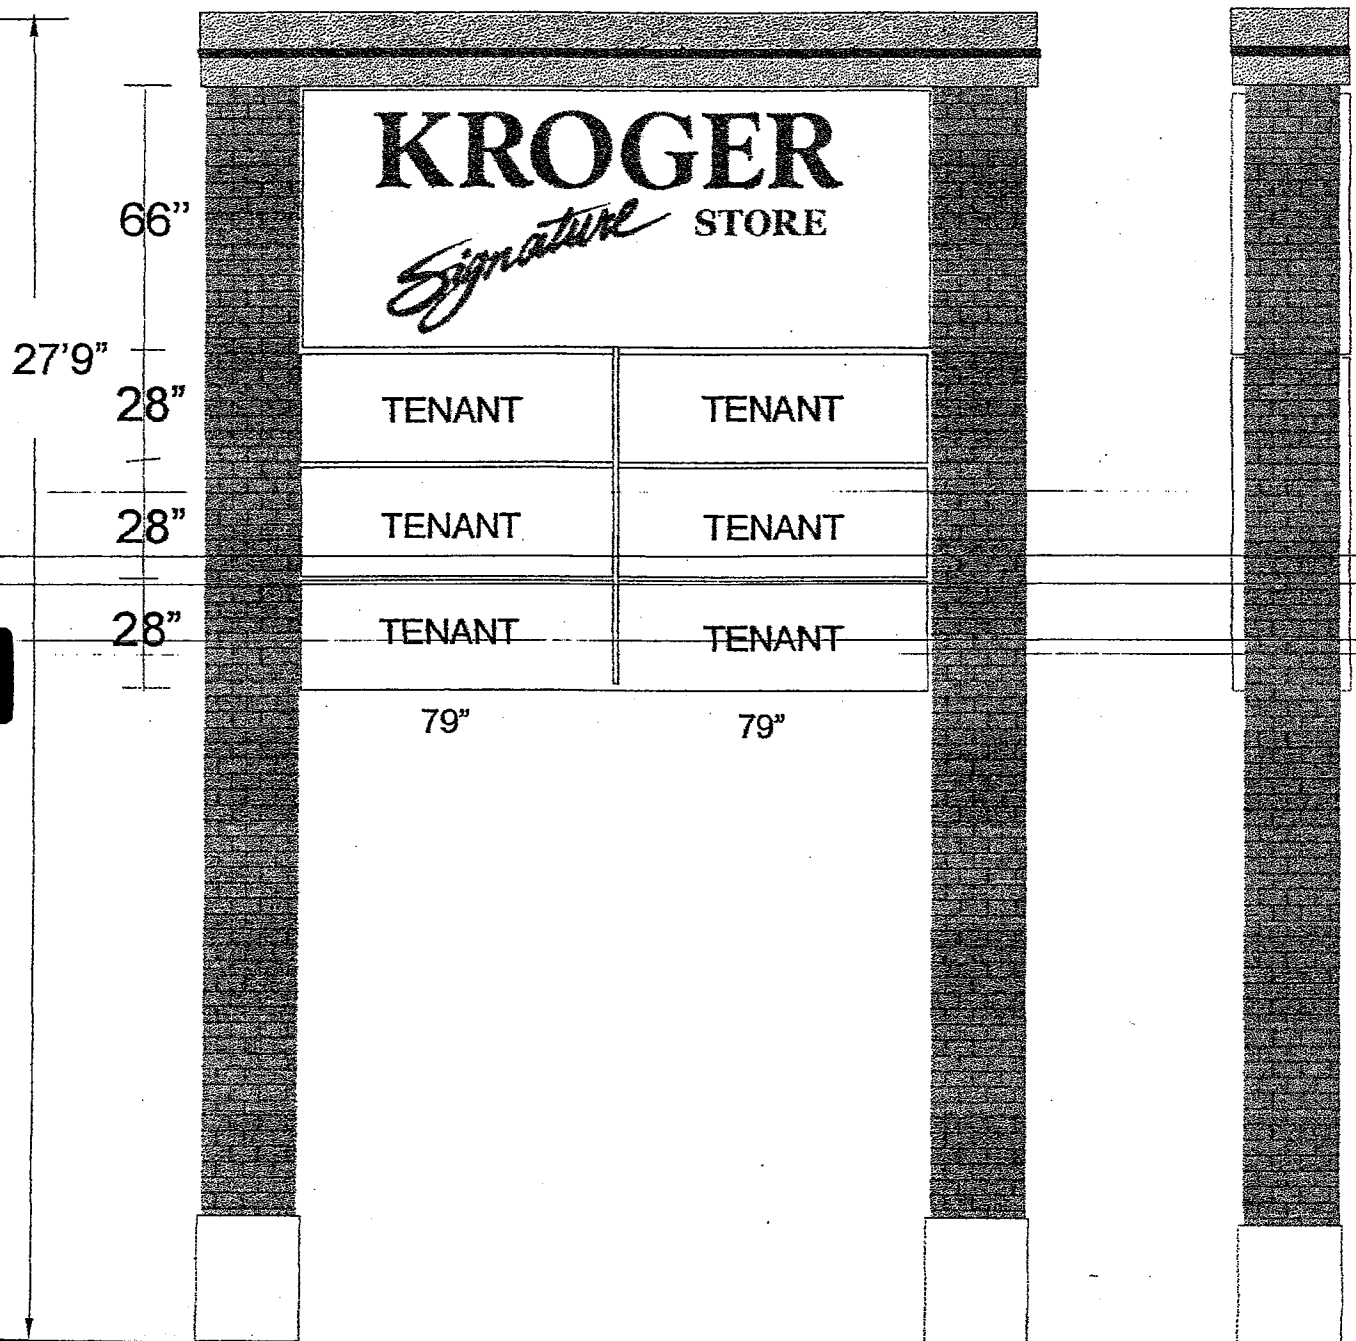 KROGER
Signature STORE
66”
27’9”
28”
TENANT TENANT
28”
TENANT TENANT
28”
TENANT TENANT
79” 79”